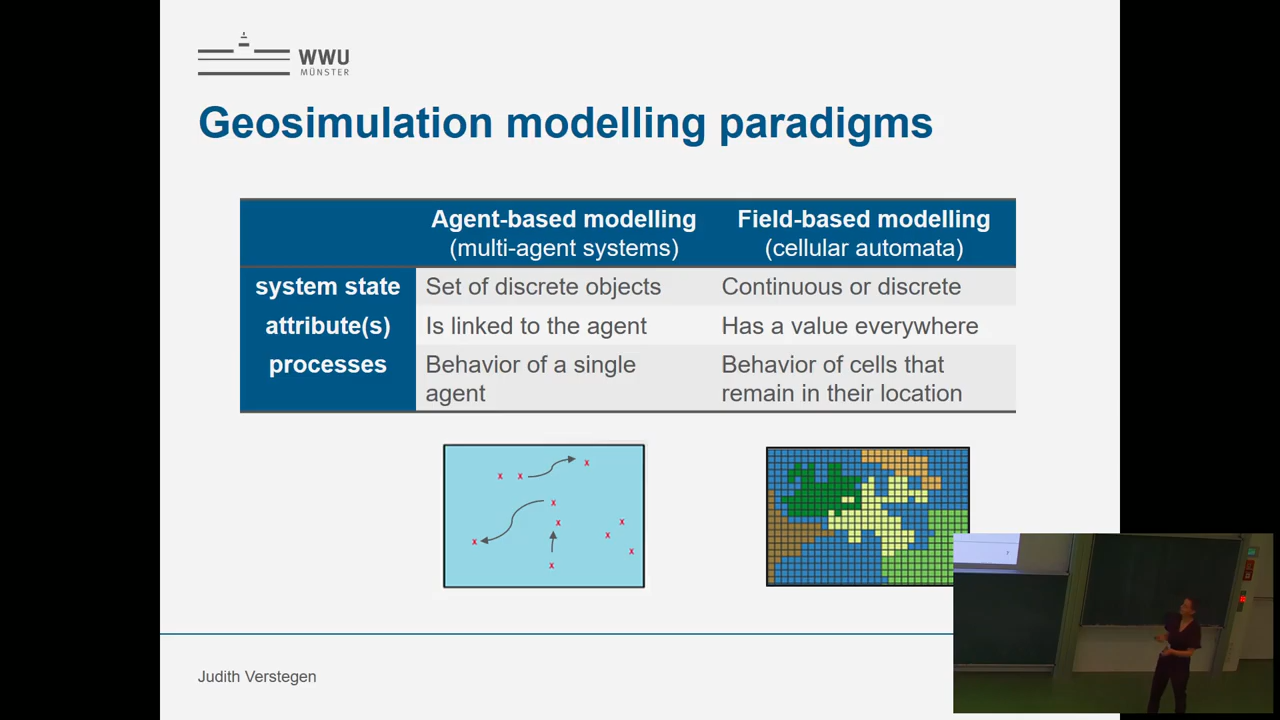 WWU
MÜNSTER
Geosimulation modelling paradigms
Agent-based modelling
(multi-agent systems)
Field-based modelling
(cellular automata)
system state
Set of discrete objects
Continuous or discrete
attribute(s)
Is linked to the agent
Has a value everywhere
processes
Behavior of a single
agent
Behavior of cells that
remain in their location
x x x
x
x
x
x
x
x
x
Judith Verstegen